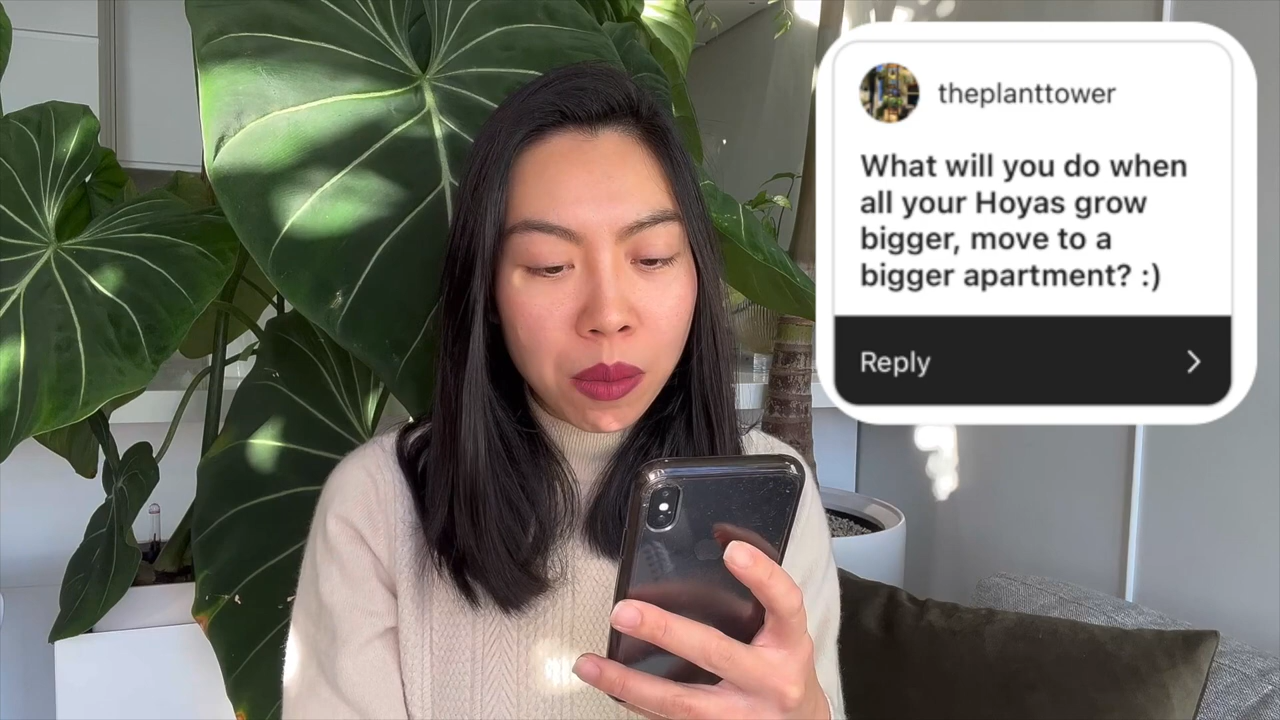 theplanttower
What will you do when
all your Hoyas grow
bigger, move to a
bigger apartment? :)
Reply